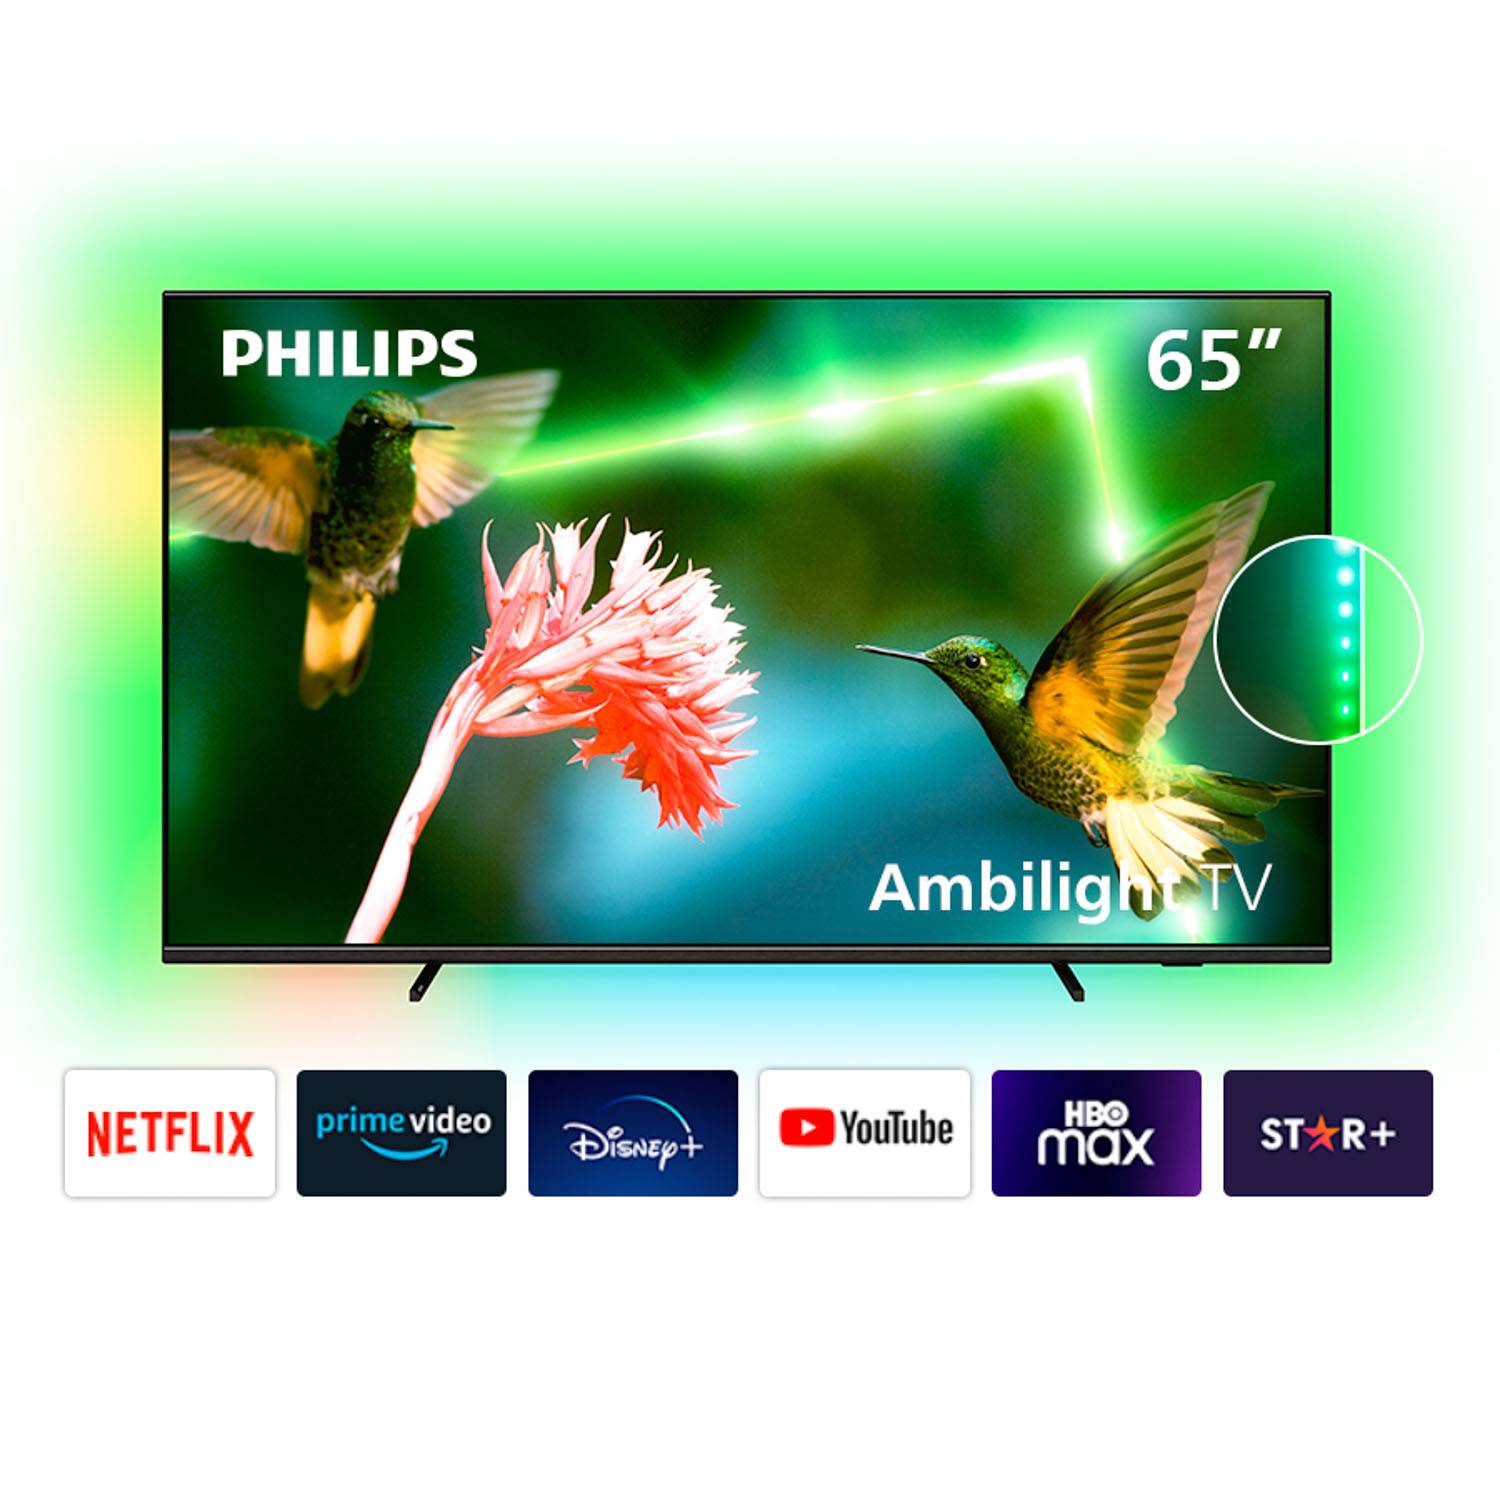 PHILIPS
65”
Ambilight TV
NETFLIX
prime video
Disney+
YouTube
HBO
max
ST★R+